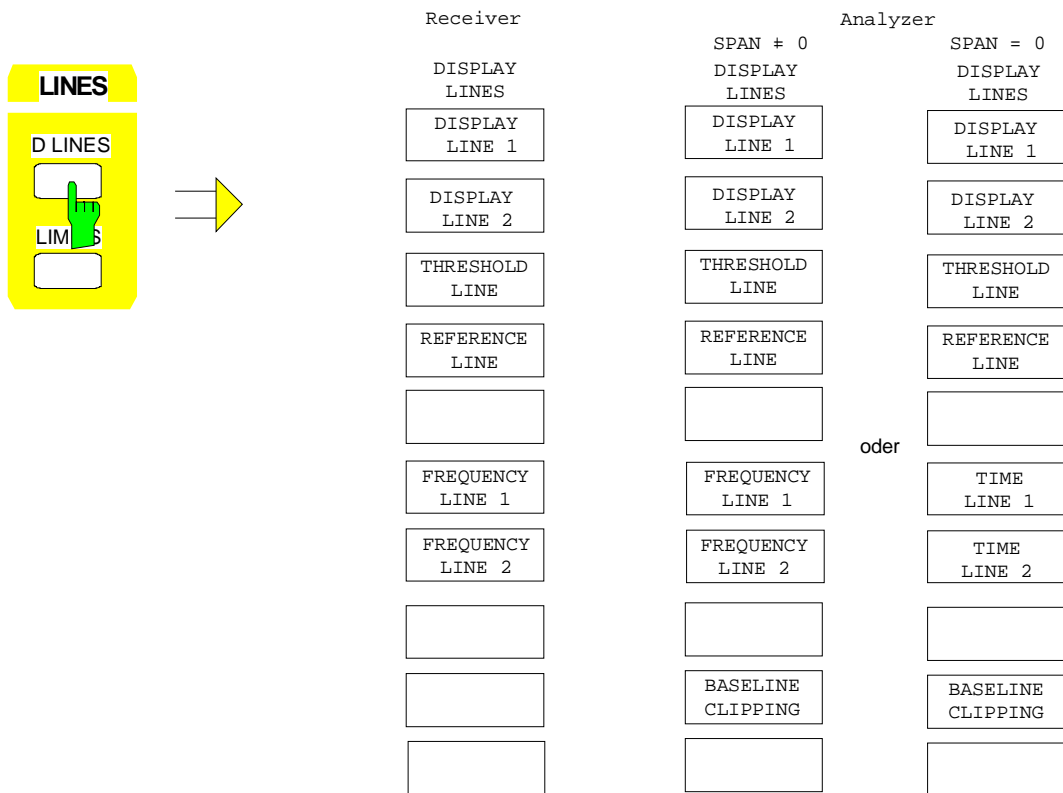 LINES
D LINES
LIM S
Receiver
DISPLAY
LINES
DISPLAY
LINE 1
DISPLAY
LINE 2
THRESHOLD
LINE
REFERENCE
LINE
FREQUENCY
LINE 1
FREQUENCY
LINE 2
Analyzer
SPAN ≠ 0
DISPLAY
LINES
DISPLAY
LINE 1
DISPLAY
LINE 2
THRESHOLD
LINE
REFERENCE
LINE
FREQUENCY
LINE 1
FREQUENCY
LINE 2
BASELINE
CLIPPING
oder
SPAN = 0
DISPLAY
LINES
DISPLAY
LINE 1
DISPLAY
LINE 2
THRESHOLD
LINE
REFERENCE
LINE
TIME
LINE 1
TIME
LINE 2
BASELINE
CLIPPING